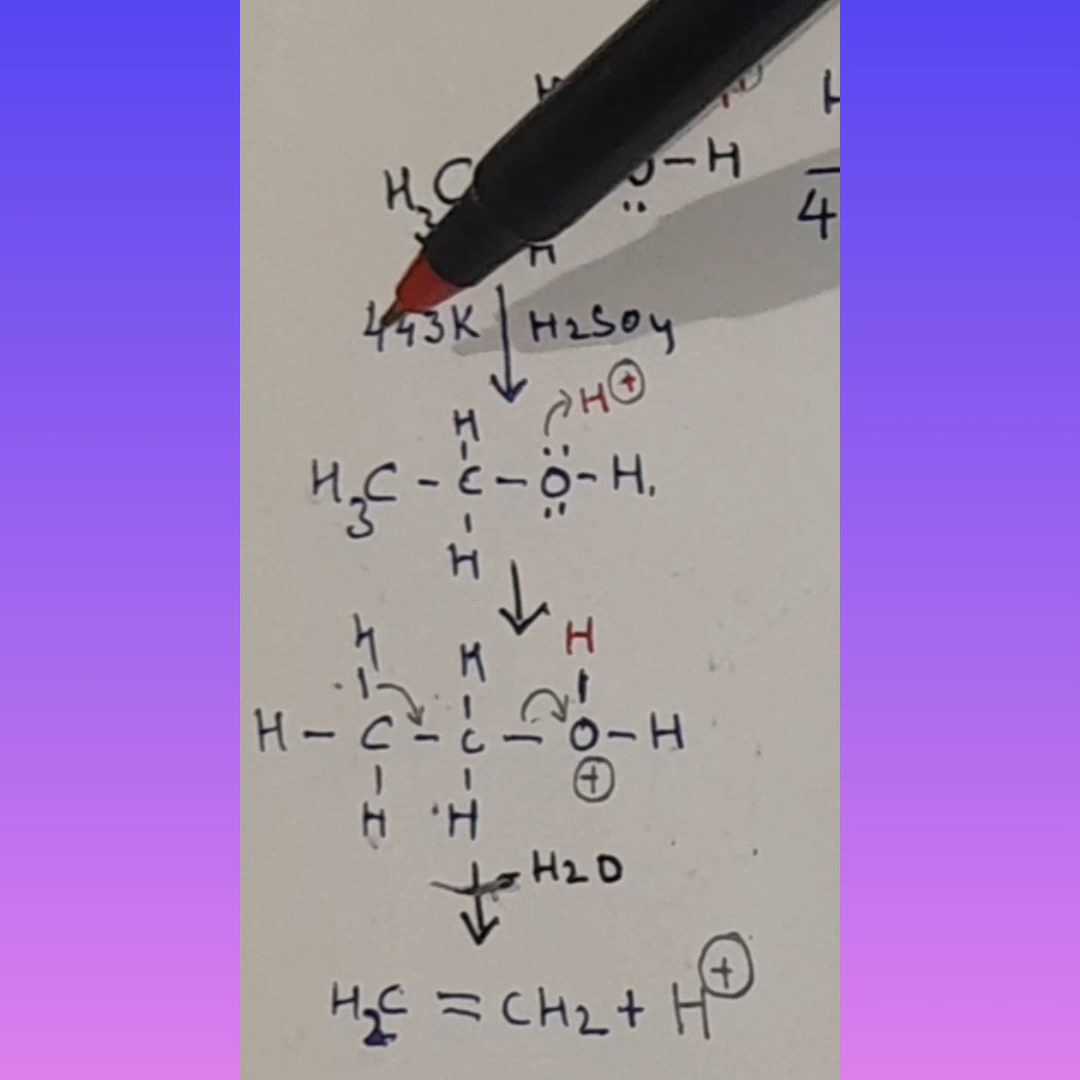 H
H3C O-H H
H 4
443K H2SO4
H H⊕
H3C - C - O - H.
H
H H H
H - C - C - O - H
⊕
H H
- H2O
H2C = CH2 + H⊕